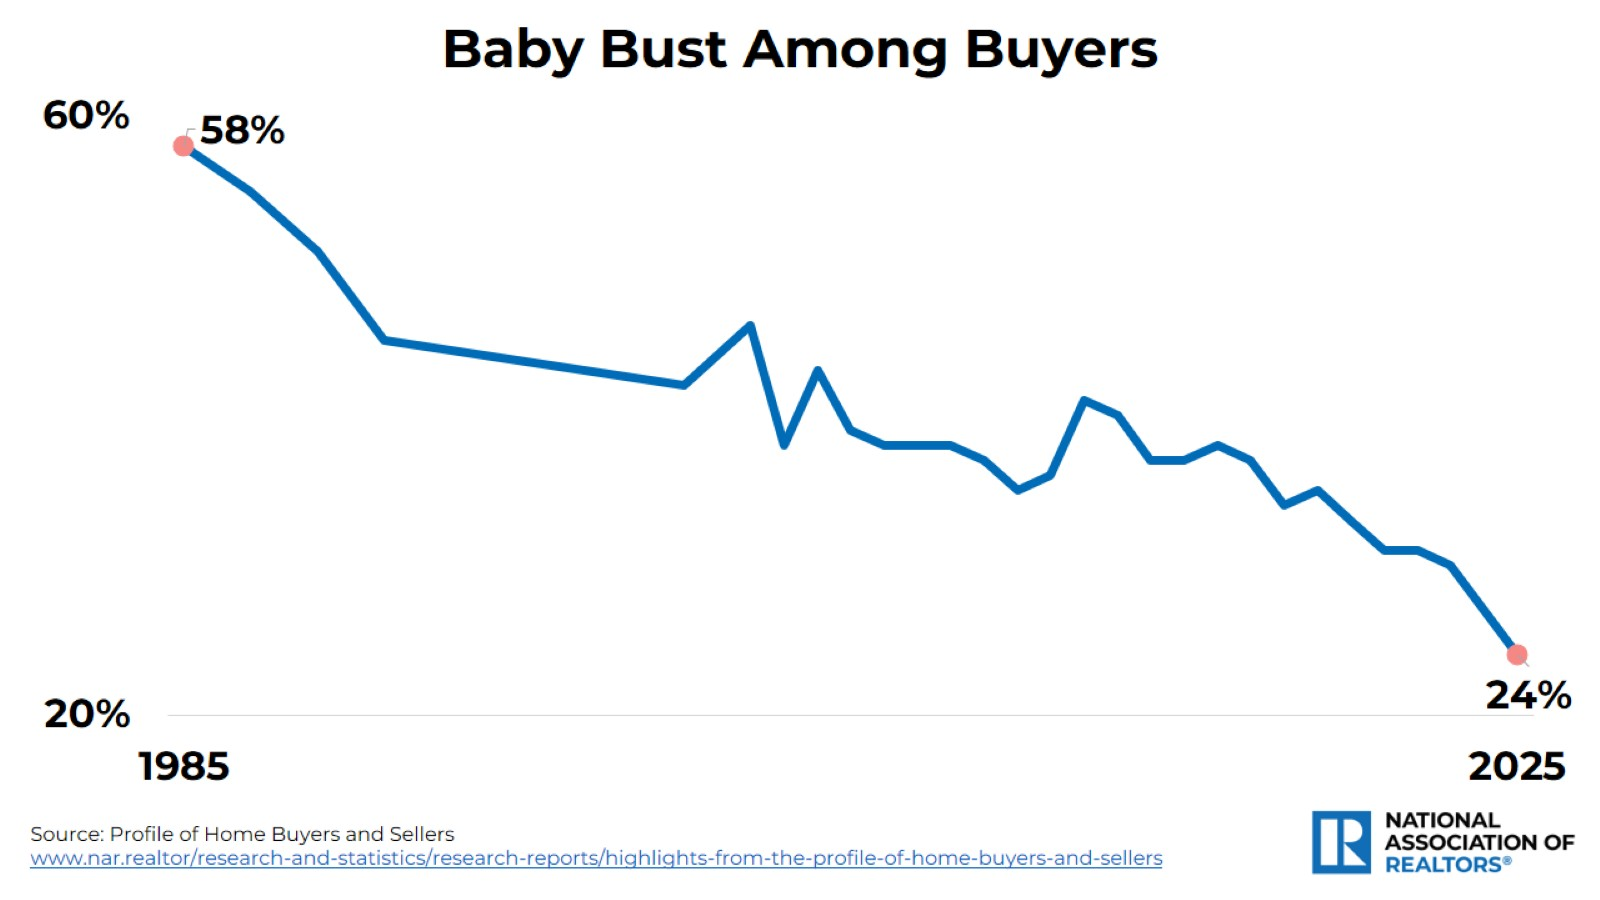 Baby Bust Among Buyers
60%
58%
24%
20%
1985
2025
Source: Profile of Home Buyers and Sellers
www.nar.realtor/research-and-statistics/research-reports/highlights-from-the-profile-of-home-buyers-and-sellers
NATIONAL
ASSOCIATION OF
REALTORS®